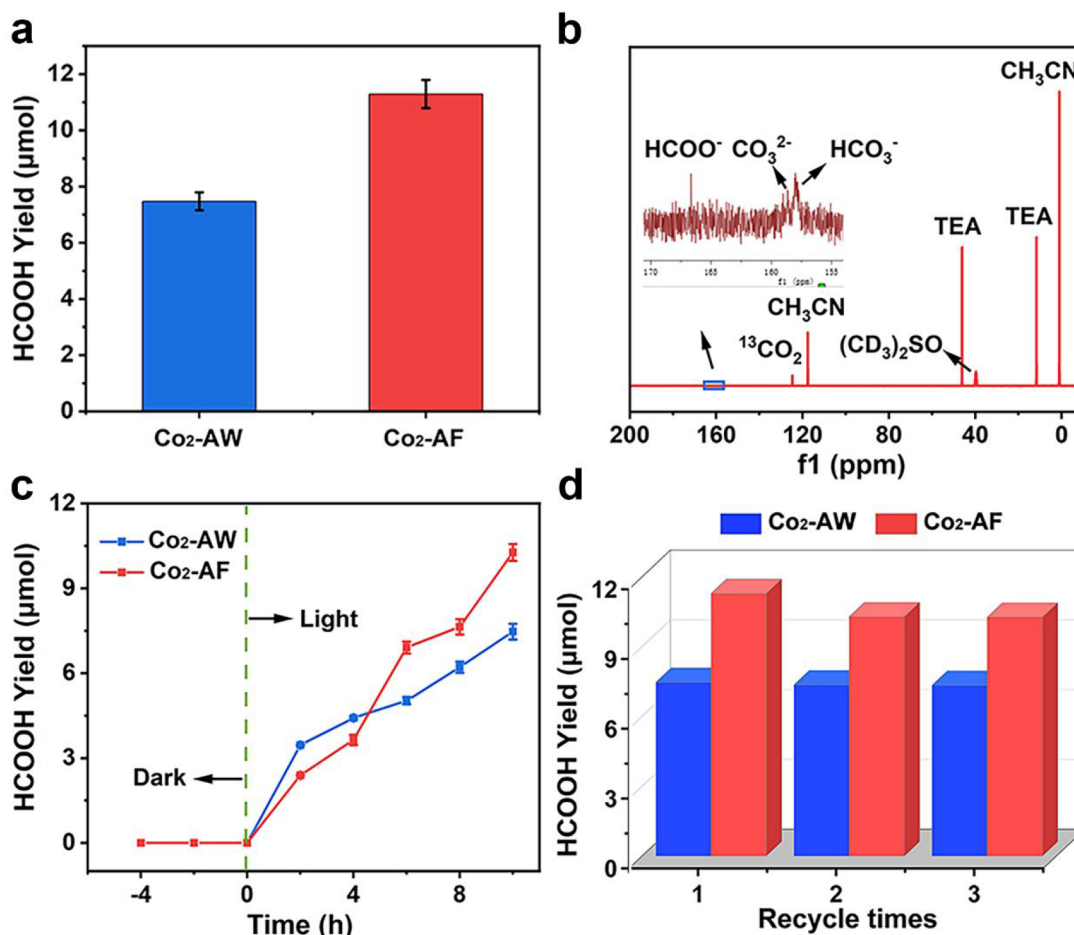 a
HCOOH Yield (µmol)
12
10
8
6
4
2
0
Co₂-AW
Co₂-AF
b
CH₃CN
HCOO⁻
CO₃²⁻
HCO₃⁻
TEA
TEA
170
165
160
155
f1 (ppm)
CH₃CN
¹³CO₂
(CD₃)₂SO
200
160
120
80
40
0
f1 (ppm)
c
HCOOH Yield (µmol)
12
9
6
3
0
Co₂-AW
Co₂-AF
Light
Dark
-4
0
4
8
Time (h)
d
Co₂-AW
Co₂-AF
HCOOH Yield (µmol)
12
9
6
3
0
1
2
3
Recycle times